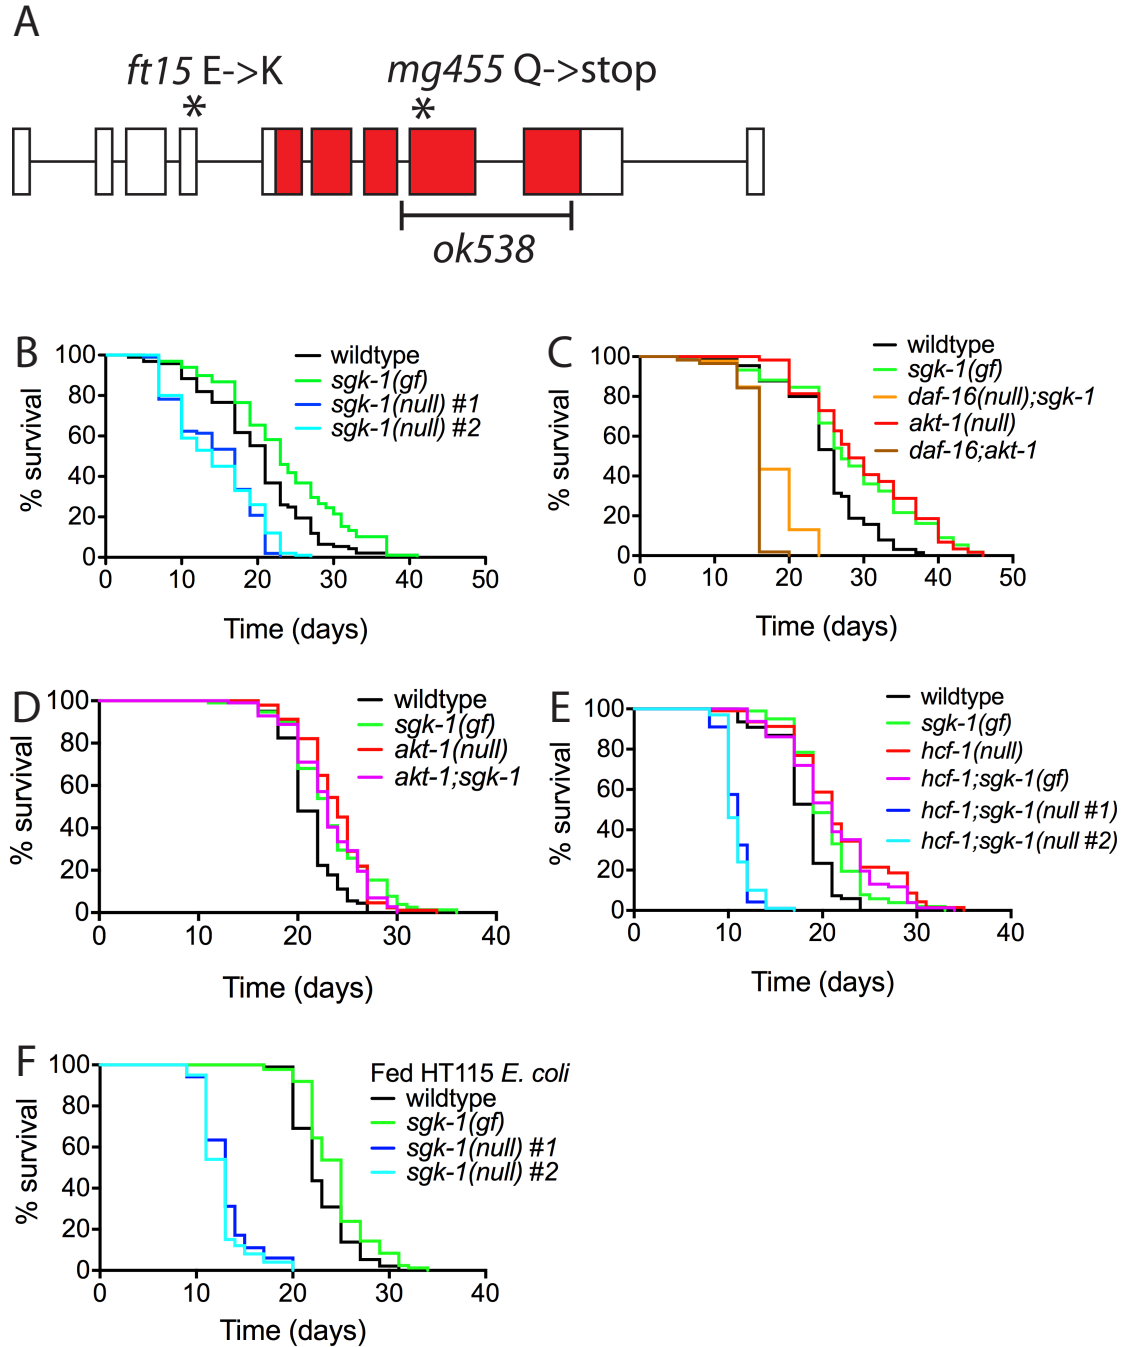 A
ft15 E->K
mg455 Q->stop
*
*
ok538
B
% survival
100
80
60
40
20
0
0 10 20 30 40 50
Time (days)
wildtype
sgk-1(gf)
sgk-1(null) #1
sgk-1(null) #2
C
% survival
100
80
60
40
20
0
0 10 20 30 40 50
Time (days)
wildtype
sgk-1(gf)
daf-16(null);sgk-1
akt-1(null)
daf-16;akt-1
D
% survival
100
80
60
40
20
0
0 10 20 30 40
Time (days)
wildtype
sgk-1(gf)
akt-1(null)
akt-1;sgk-1
E
% survival
100
80
60
40
20
0
0 10 20 30 40
Time (days)
wildtype
sgk-1(gf)
hcf-1(null)
hcf-1;sgk-1(gf)
hcf-1;sgk-1(null #1)
hcf-1;sgk-1(null #2)
F
% survival
100
80
60
40
20
0
0 10 20 30 40
Time (days)
Fed HT115 E. coli
wildtype
sgk-1(gf)
sgk-1(null) #1
sgk-1(null) #2